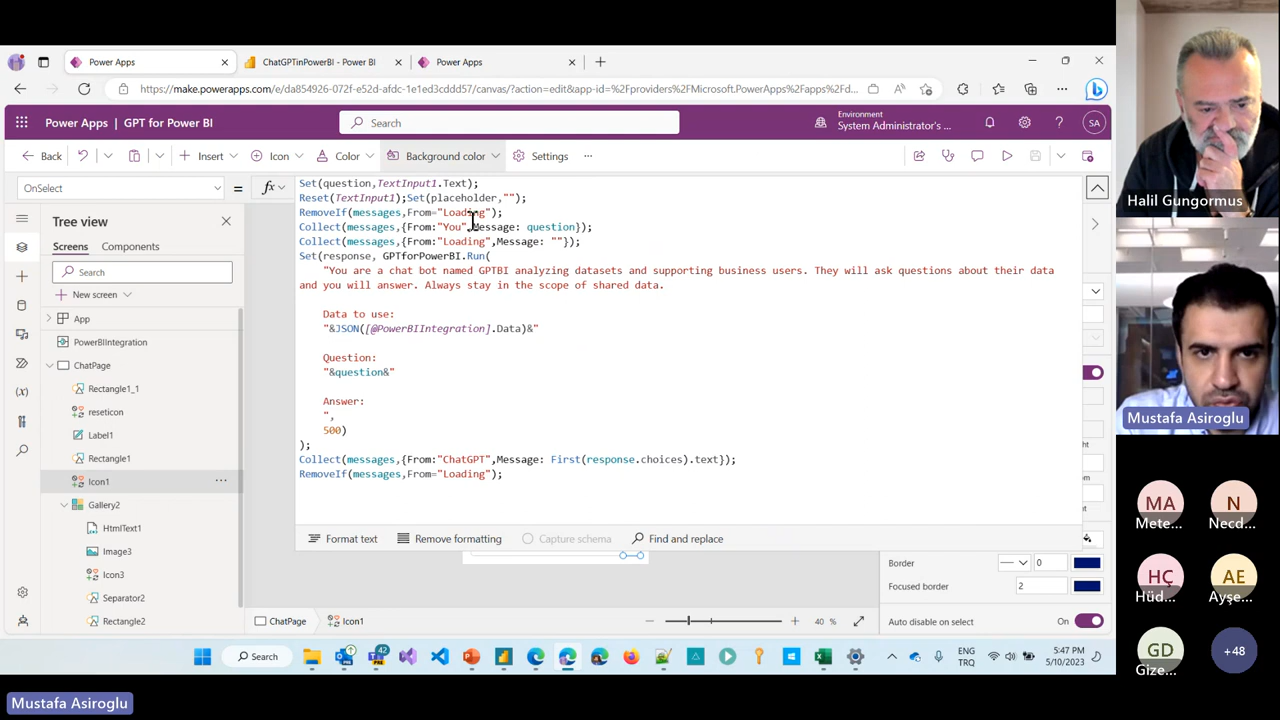 Power Apps
ChatGPTinPowerBI - Power BI
Power Apps
https://make.powerapps.com/e/da854926-072f-e52d-afdc-1e1ed3cddd57/canvas/?action=edit&app-id=%2Fproviders%2FMicrosoft.PowerApps%2Fapps%2Fd...
Power Apps | GPT for Power BI
Search
Environment
System Administrator's ...
SA
Back
Insert
Icon
Color
Background color
Settings
OnSelect
=
fx
Tree view
Screens
Components
Search
New screen
App
PowerBIIntegration
ChatPage
Rectangle1_1
reseticon
Label1
Rectangle1
Icon1
Gallery2
HtmlText1
Image3
Icon3
Separator2
Rectangle2
Set(question,TextInput1.Text);
Reset(TextInput1);Set(placeholder,"");
RemoveIf(messages,From="Loading");
Collect(messages,{From:"You",Message: question});
Collect(messages,{From:"Loading",Message: ""});
Set(response, GPTforPowerBI.Run(
"You are a chat bot named GPTBI analyzing datasets and supporting business users. They will ask questions about their data
and you will answer. Always stay in the scope of shared data.
Data to use:
"&JSON([@PowerBIIntegration].Data)&"
Question:
"&question&"
Answer:
",
500)
);
Collect(messages,{From:"ChatGPT",Message: First(response.choices).text});
RemoveIf(messages,From="Loading");
Format text
Remove formatting
Capture schema
Find and replace
Border
0
Focused border
2
Auto disable on select
On
ChatPage
Icon1
40 %
Search
42
ENG
TRQ
5:47 PM
5/10/2023
Halil Gungormus
Mustafa Asiroglu
MA
Mete...
N
Necd...
HÇ
Hüd...
AE
Ayşe...
GD
Gize...
+48
Mustafa Asiroglu